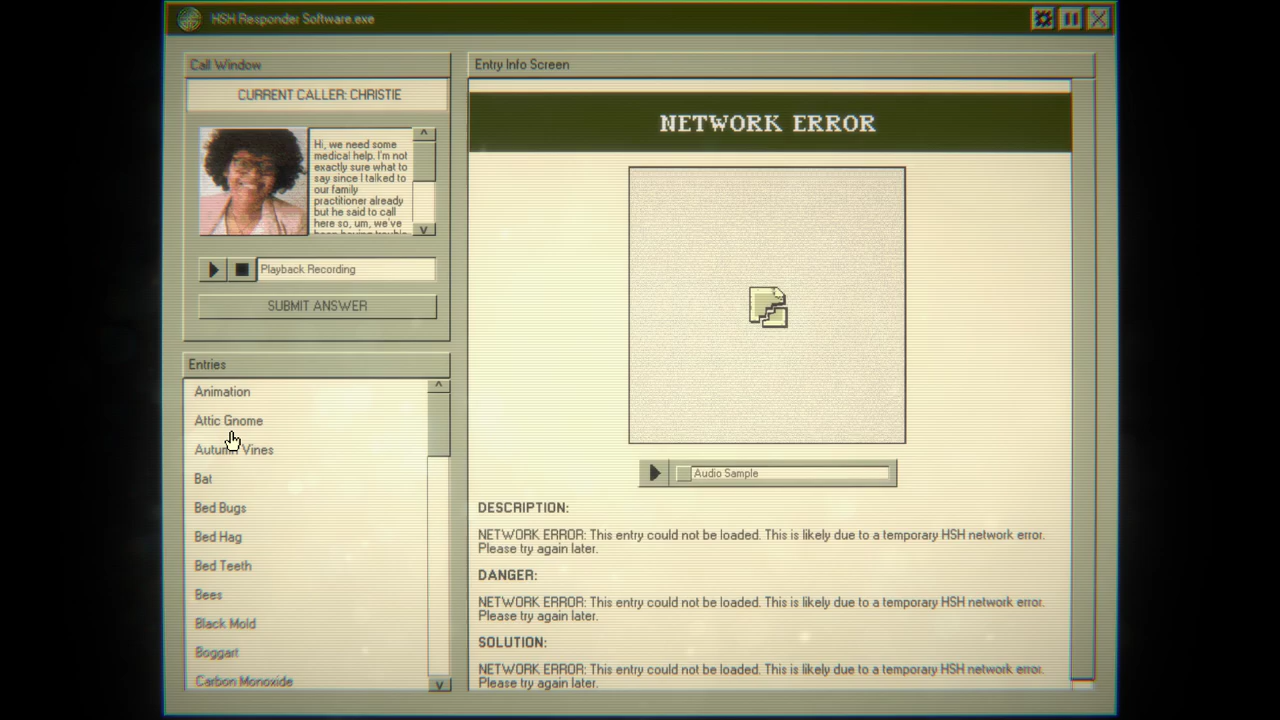 HSH Responder Software.exe
Call Window
CURRENT CALLER: CHRISTIE
Hi, we need some
medical help. I'm not
exactly sure what to
say since I talked to
our family
practitioner already
but he said to call
here so, um, we've
been having trouble
Playback Recording
SUBMIT ANSWER
Entries
Animation
Attic Gnome
Autumn Vines
Bat
Bed Bugs
Bed Hag
Bed Teeth
Bees
Black Mold
Boggart
Carbon Monoxide
Entry Info Screen
NETWORK ERROR
Audio Sample
DESCRIPTION:
NETWORK ERROR: This entry could not be loaded. This is likely due to a temporary HSH network error.
Please try again later.
DANGER:
NETWORK ERROR: This entry could not be loaded. This is likely due to a temporary HSH network error.
Please try again later.
SOLUTION:
NETWORK ERROR: This entry could not be loaded. This is likely due to a temporary HSH network error.
Please try again later.